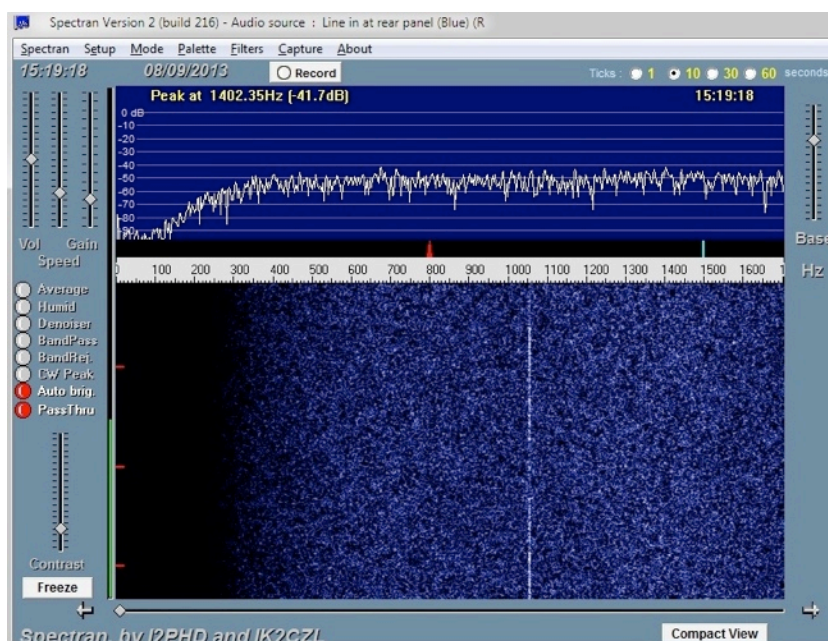 Spectran Version 2 (build 216) - Audio source : Line in at rear panel (Blue) (R
Spectran Setup Mode Palette Filters Capture About
15:19:18 08/09/2013 Record Ticks : 1 10 30 60 seconds
Peak at 1402.35Hz (-41.7dB) 15:19:18
0 dB
-10
-20
-30
-40
-50
-60
-70
-80
-90
Vol Gain
Speed
Base
0 100 200 300 400 500 600 700 800 900 1000 1100 1200 1300 1400 1500 1600 1
Hz
Average
Humid
Denoiser
BandPass
BandRej.
CW Peak
Auto brig.
PassThru
Contrast
Freeze
Spectran, by I2PHD and IK2CZL
Compact View